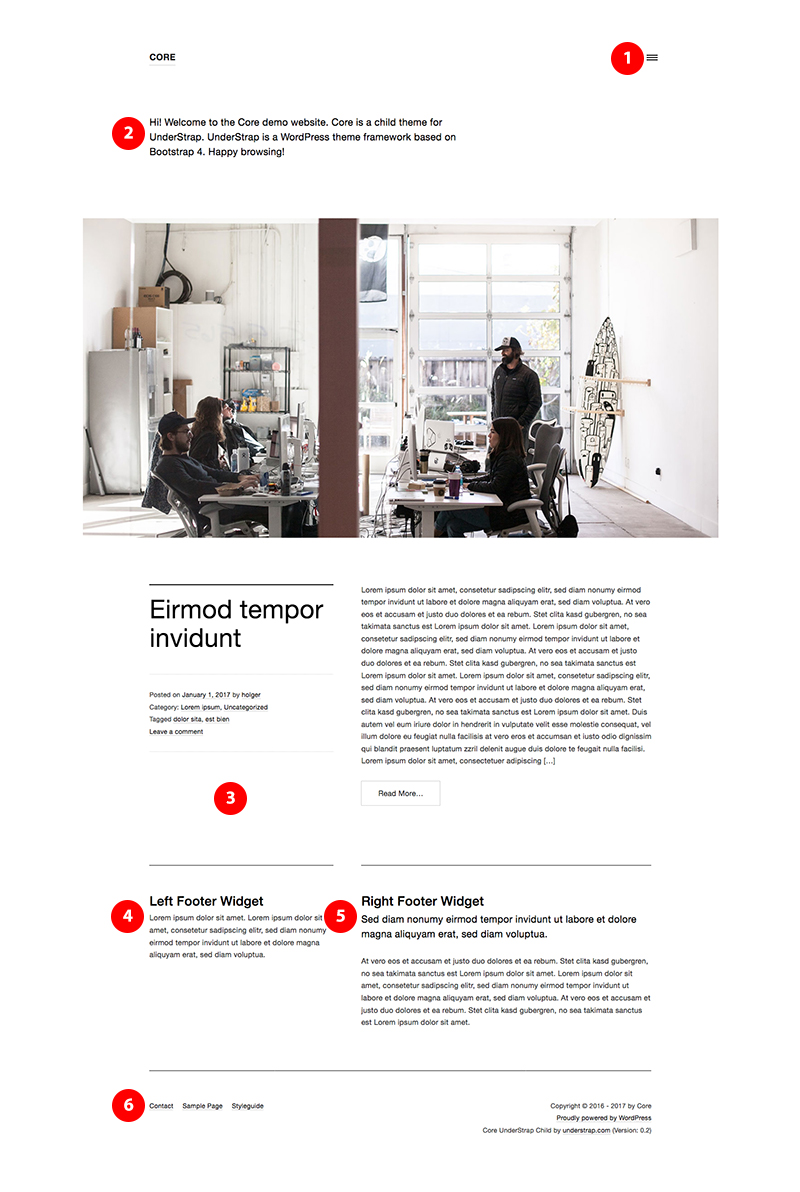 CORE
1
2
Hi! Welcome to the Core demo website. Core is a child theme for
UnderStrap. UnderStrap is a WordPress theme framework based on
Bootstrap 4. Happy browsing!
Eirmod tempor
invidunt
Posted on January 1, 2017 by holger
Category: Lorem ipsum, Uncategorized
Tagged dolor sita, est bien
Leave a comment
3
Lorem ipsum dolor sit amet, consetetur sadipscing elitr, sed diam nonumy eirmod
tempor invidunt ut labore et dolore magna aliquyam erat, sed diam voluptua. At vero
eos et accusam et justo duo dolores et ea rebum. Stet clita kasd gubergren, no sea
takimata sanctus est Lorem ipsum dolor sit amet. Lorem ipsum dolor sit amet,
consetetur sadipscing elitr, sed diam nonumy eirmod tempor invidunt ut labore et
dolore magna aliquyam erat, sed diam voluptua. At vero eos et accusam et justo
duo dolores et ea rebum. Stet clita kasd gubergren, no sea takimata sanctus est
Lorem ipsum dolor sit amet. Lorem ipsum dolor sit amet, consetetur sadipscing elitr,
sed diam nonumy eirmod tempor invidunt ut labore et dolore magna aliquyam erat,
sed diam voluptua. At vero eos et accusam et justo duo dolores et ea rebum. Stet
clita kasd gubergren, no sea takimata sanctus est Lorem ipsum dolor sit amet. Duis
autem vel eum iriure dolor in hendrerit in vulputate velit esse molestie consequat, vel
illum dolore eu feugiat nulla facilisis at vero eros et accumsan et iusto odio dignissim
qui blandit praesent luptatum zzril delenit augue duis dolore te feugait nulla facilisi.
Lorem ipsum dolor sit amet, consectetuer adipiscing [...]
Read More...
4
Left Footer Widget
Lorem ipsum dolor sit amet. Lorem ipsum dolor sit
amet, consetetur sadipscing elitr, sed diam nonumy
eirmod tempor invidunt ut labore et dolore magna
aliquyam erat, sed diam voluptua.
5
Right Footer Widget
Sed diam nonumy eirmod tempor invidunt ut labore et dolore
magna aliquyam erat, sed diam voluptua.
At vero eos et accusam et justo duo dolores et ea rebum. Stet clita kasd gubergren,
no sea takimata sanctus est Lorem ipsum dolor sit amet. Lorem ipsum dolor sit
amet, consetetur sadipscing elitr, sed diam nonumy eirmod tempor invidunt ut
labore et dolore magna aliquyam erat, sed diam voluptua. At vero eos et accusam et
justo duo dolores et ea rebum. Stet clita kasd gubergren, no sea takimata sanctus
est Lorem ipsum dolor sit amet.
6
Contact Sample Page Styleguide
Copyright © 2016 - 2017 by Core
Proudly powered by WordPress
Core UnderStrap Child by understrap.com (Version: 0.2)